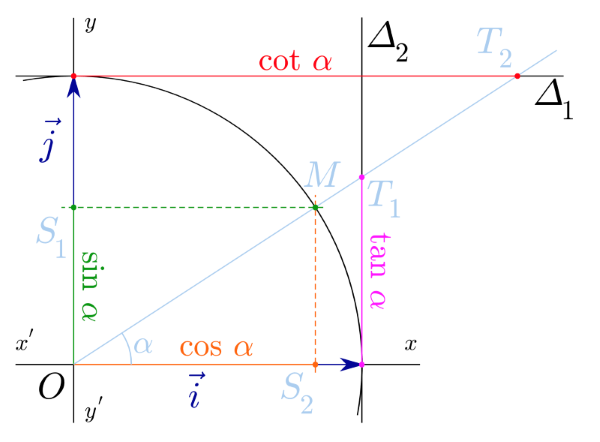 y
Δ₂
T₂
cot α
Δ₁
j⃗
M
T₁
S₁
sin α
tan α
x'
α
cos α
x
O
i⃗
S₂
y'